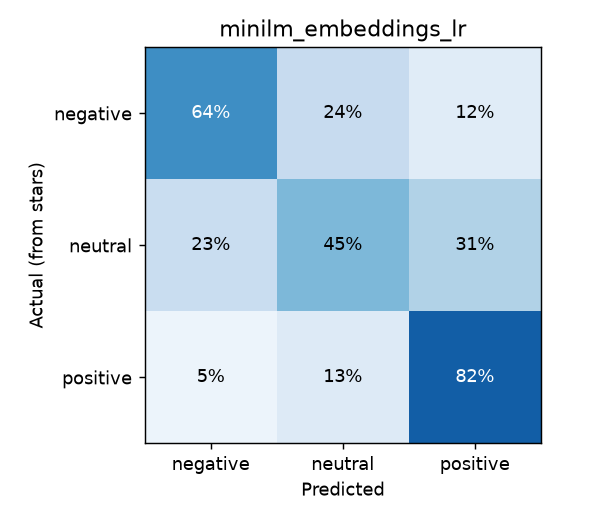 minilm_embeddings_lr
Actual (from stars)
negative 64% 24% 12%
neutral 23% 45% 31%
positive 5% 13% 82%
negative neutral positive
Predicted